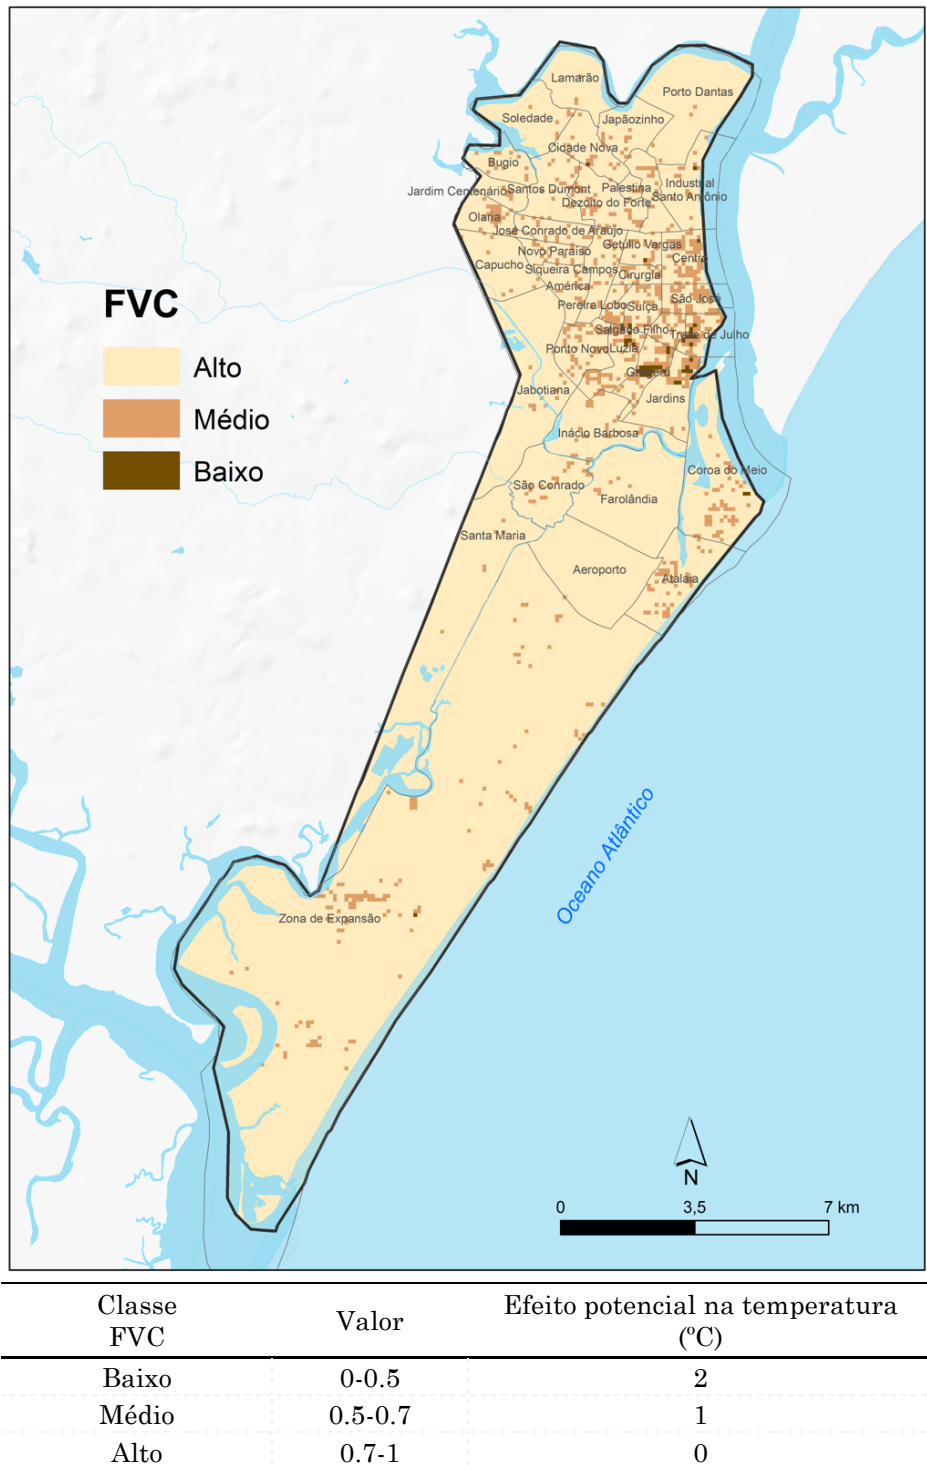 Lamarão
Porto Dantas
Soledade
Japãozinho
Cidade Nova
Bugio
Industrial
Jardim Centenário
Santos Dumont
Palestina
Santo Antônio
Dezoito do Forte
Olaria
José Conrado de Araújo
Getúlio Vargas
Novo Paraíso
Centro
Capucho
Siqueira Campos
Cirurgia
América
São José
Pereira Lobo
Suíça
Salgado Filho
Treze de Julho
Ponto Novo
Luzia
Grageru
Jabotiana
Jardins
Inácio Barbosa
Coroa do Meio
São Conrado
Farolândia
Santa Maria
Aeroporto
Atalaia
FVC
Alto
Médio
Baixo
Oceano Atlântico
Zona de Expansão
N
0 3,5 7 km
Classe
FVC
Valor
Efeito potencial na temperatura
(ºC)
Baixo 0-0.5 2
Médio 0.5-0.7 1
Alto 0.7-1 0